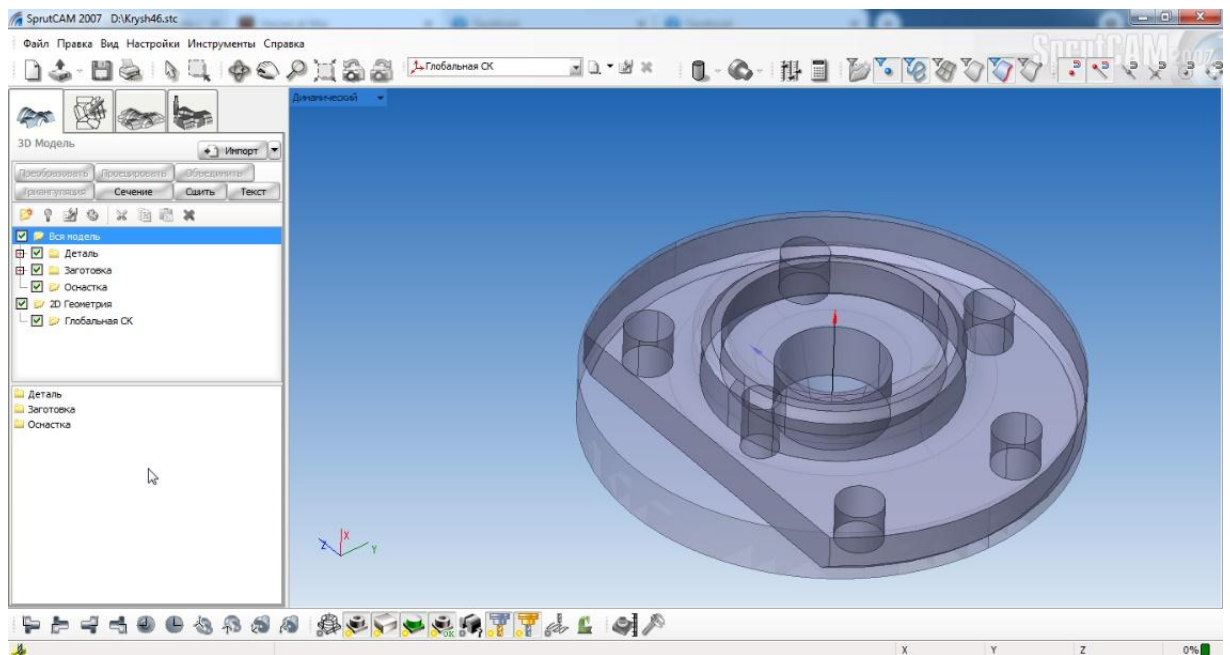 SprutCAM 2007 D:\Krysh46.stc
Файл Правка Вид Настройки Инструменты Справка
SprutCAM 2007
Глобальная СК
Динамический
3D Модель
Импорт
Преобразовать Проецировать Объединить
Триангуляция Сечение Сшить Текст
Вся модель
Деталь
Заготовка
Оснастка
2D Геометрия
Глобальная СК
Деталь
Заготовка
Оснастка
X
Z
Y
OK
X Y Z 0%